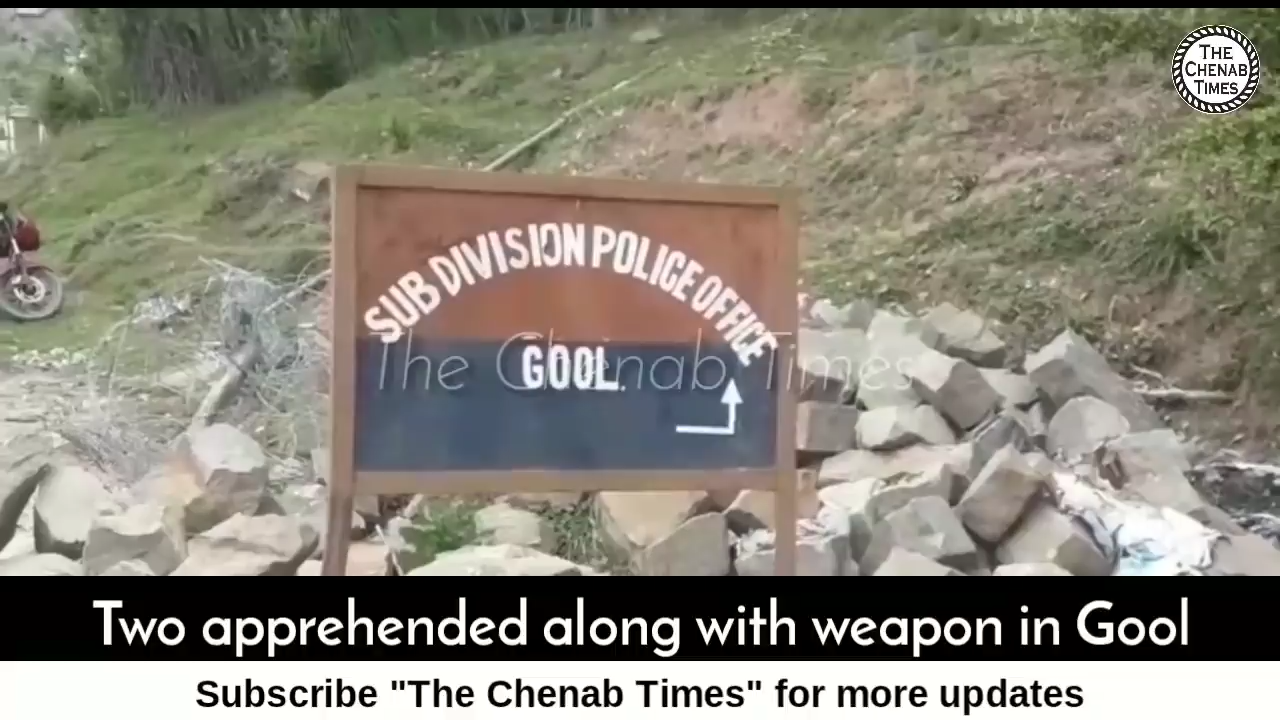 THE
CHENAB
TIMES
SUB DIVISION POLICE OFFICE
GOOL.
The Chenab Times
Two apprehended along with weapon in Gool
Subscribe "The Chenab Times" for more updates